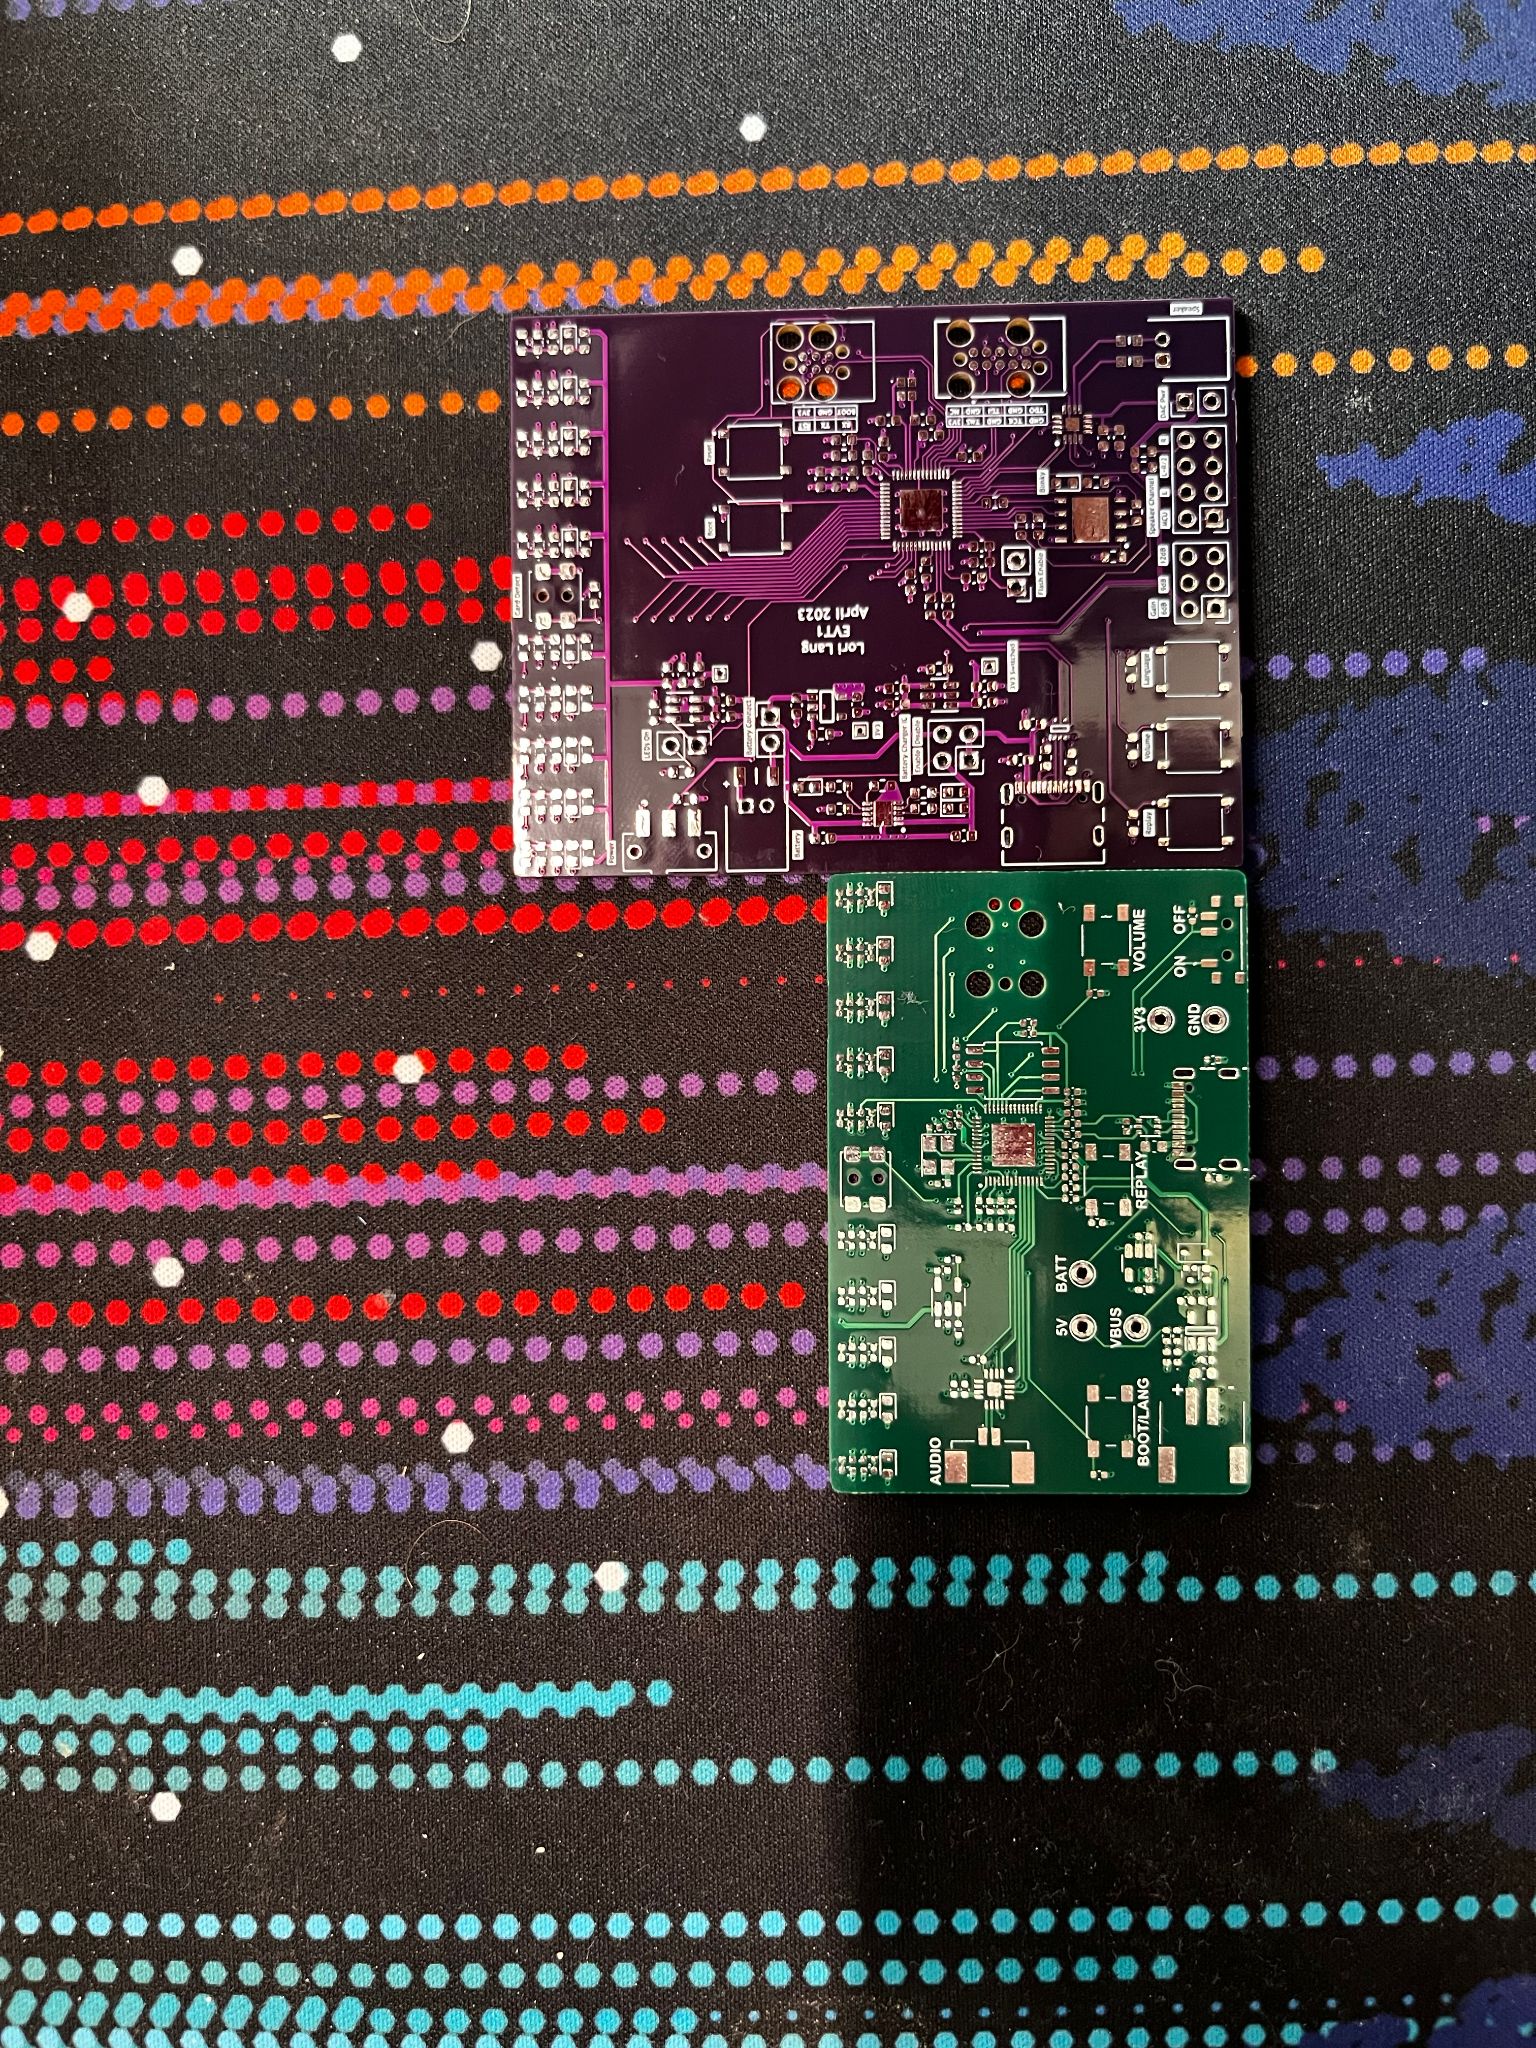 AUDIO
5V
BATT
VBUS
BOOT/LANG
REPLAY
VOLUME
3V3
GND
ON
OFF
+
Card Detect
Power
LEDs On
Boot
Reset
+
Battery Connect
Battery
Lori Lang
EVT1
April 2023
3V3
Battery Charger IC
Enable
Disable
3V3 Switched
Flash Enable
Blinky
Replay
Volume
Language
Gain
6dB
9dB
12dB
Speaker Channel
MCU
L
L+R/2
R
DAC Pwr
Speaker